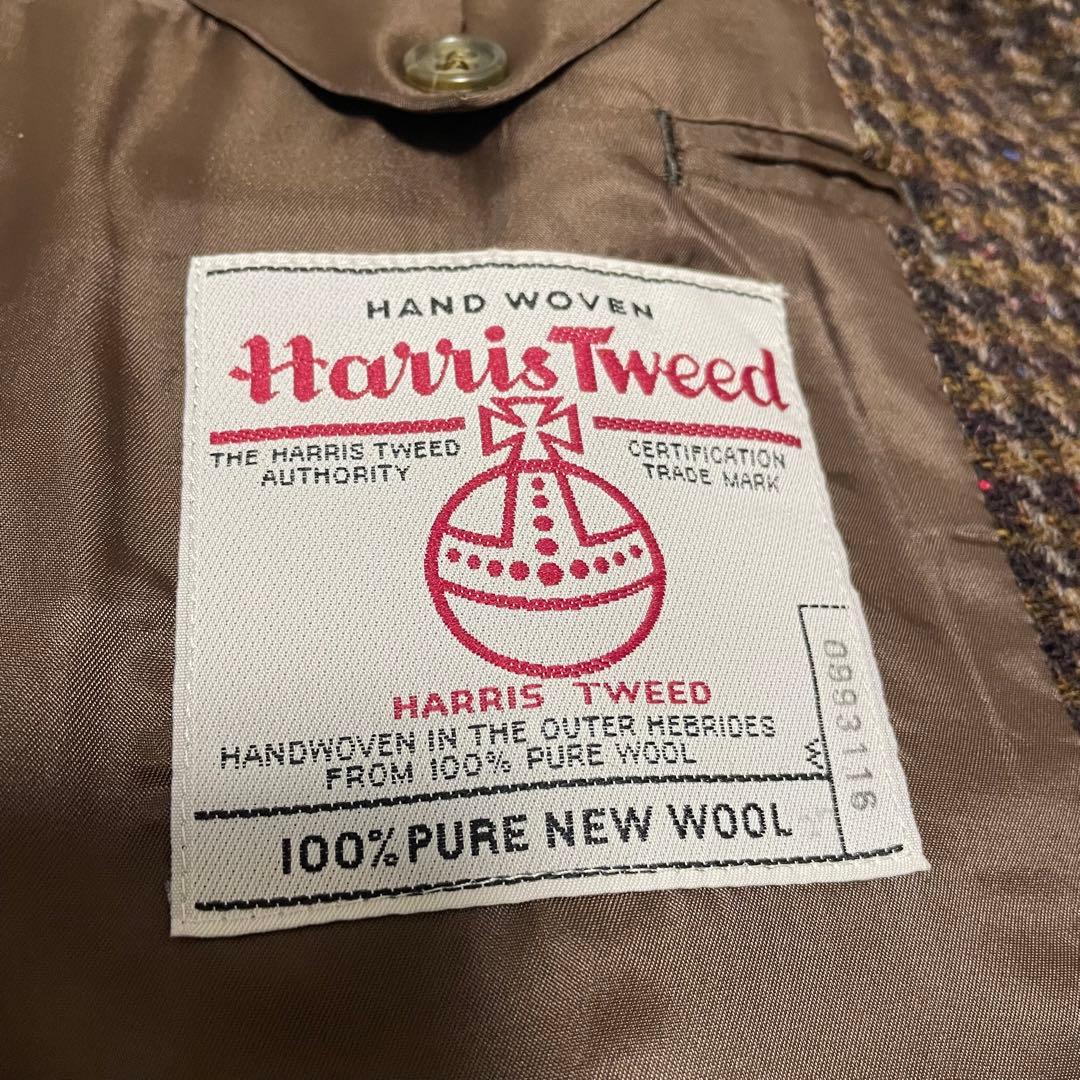 HAND WOVEN
Harris Tweed
THE HARRIS TWEED AUTHORITY
CERTIFICATION TRADE MARK
HARRIS TWEED
HANDWOVEN IN THE OUTER HEBRIDES
FROM 100% PURE WOOL
W
0993116
100% PURE NEW WOOL